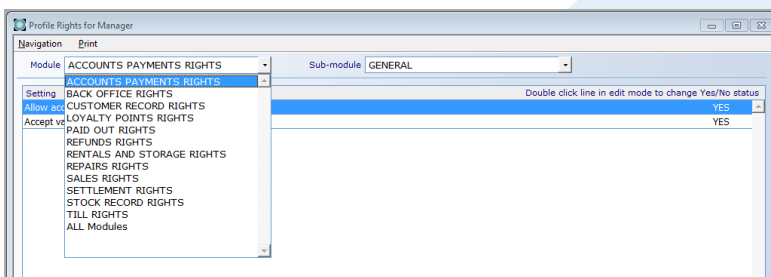 Profile Rights for Manager
Navigation Print
Module ACCOUNTS PAYMENTS RIGHTS Sub-module GENERAL
ACCOUNTS PAYMENTS RIGHTS
Setting BACK OFFICE RIGHTS Double click line in edit mode to change Yes/No status
Allow acc CUSTOMER RECORD RIGHTS YES
Accept va LOYALTY POINTS RIGHTS YES
PAID OUT RIGHTS
REFUNDS RIGHTS
RENTALS AND STORAGE RIGHTS
REPAIRS RIGHTS
SALES RIGHTS
SETTLEMENT RIGHTS
STOCK RECORD RIGHTS
TILL RIGHTS
ALL Modules